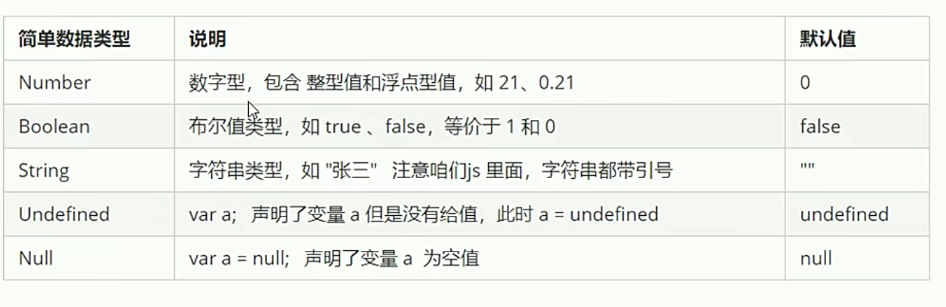 简单数据类型 说明 默认值
Number 数字型，包含 整型值和浮点型值，如 21、0.21 0
Boolean 布尔值类型，如 true 、false，等价于 1 和 0 false
String 字符串类型，如 "张三" 注意咱们js 里面，字符串都带引号 ""
Undefined var a; 声明了变量 a 但是没有给值，此时 a = undefined undefined
Null var a = null; 声明了变量 a 为空值 null